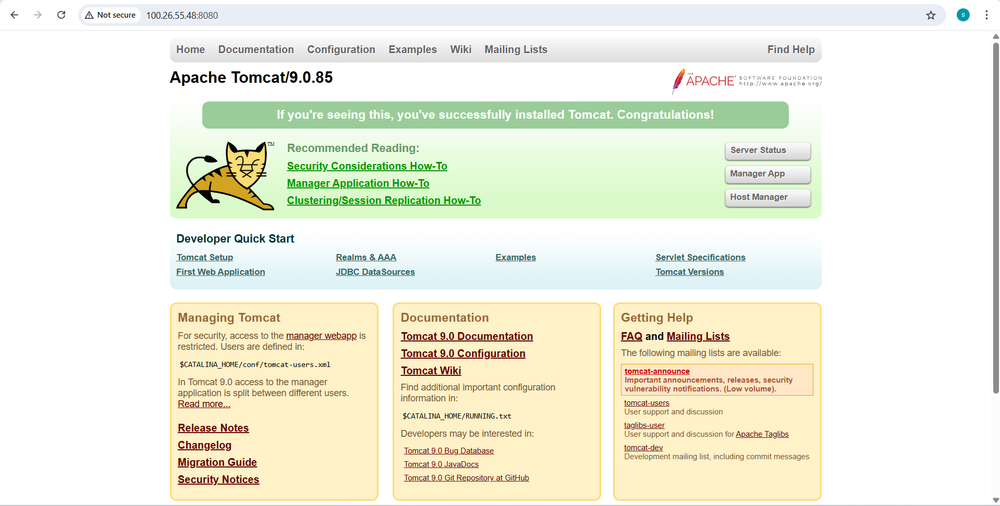 Not secure
100.26.55.48:8080
S
Home Documentation Configuration Examples Wiki Mailing Lists Find Help
Apache Tomcat/9.0.85
THE APACHE SOFTWARE FOUNDATION
http://www.apache.org/
If you're seeing this, you've successfully installed Tomcat. Congratulations!
TM
Recommended Reading:
Security Considerations How-To
Manager Application How-To
Clustering/Session Replication How-To
Server Status
Manager App
Host Manager
Developer Quick Start
Tomcat Setup
First Web Application
Realms & AAA
JDBC DataSources
Examples
Servlet Specifications
Tomcat Versions
Managing Tomcat
For security, access to the manager webapp is
restricted. Users are defined in:
$CATALINA_HOME/conf/tomcat-users.xml
In Tomcat 9.0 access to the manager
application is split between different users.
Read more...
Release Notes
Changelog
Migration Guide
Security Notices
Documentation
Tomcat 9.0 Documentation
Tomcat 9.0 Configuration
Tomcat Wiki
Find additional important configuration
information in:
$CATALINA_HOME/RUNNING.txt
Developers may be interested in:
Tomcat 9.0 Bug Database
Tomcat 9.0 JavaDocs
Tomcat 9.0 Git Repository at GitHub
Getting Help
FAQ and Mailing Lists
The following mailing lists are available:
tomcat-announce
Important announcements, releases, security
vulnerability notifications. (Low volume).
tomcat-users
User support and discussion
taglibs-user
User support and discussion for Apache Taglibs
tomcat-dev
Development mailing list, including commit messages